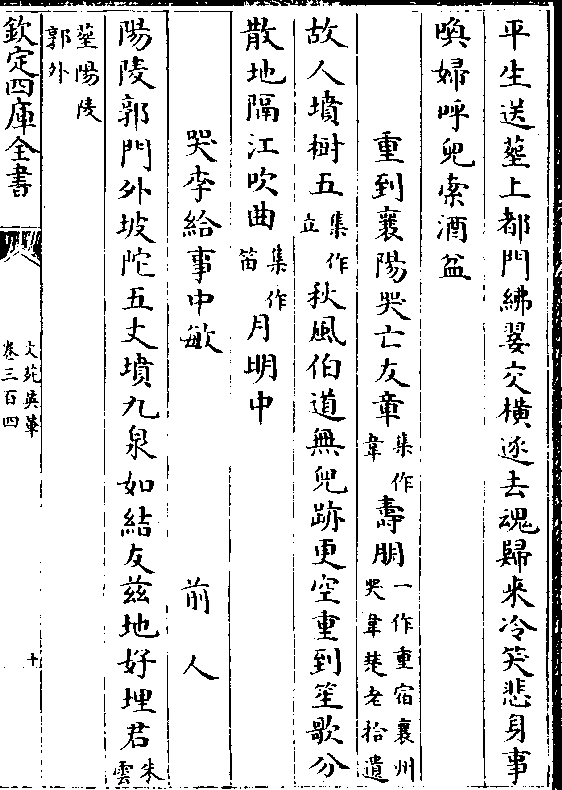 平生送塟上都門紼翣交横逐去魂歸来冷笑悲身事
喚婦呼兒索酒盆
重到襄陽哭亡友章集作韋壽朋一作重宿襄州哭韋楚老拾遺
故人墳樹五集作立秋風伯道無兒跡更空重到笙歌分
散地隔江吹曲集作笛月明中
哭李給事中敏
前人
陽陵郭門外坡陀五丈墳九泉如結友兹地好埋君朱雲
塟陽陵郭外
欽定四庫全書
文苑英華
卷三百四
十